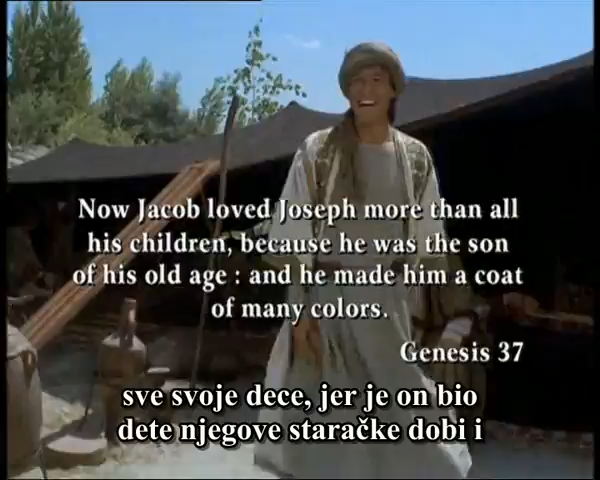 Now Jacob loved Joseph more than all
his children, because he was the son
of his old age : and he made him a coat
of many colors.
Genesis 37
sve svoje dece, jer je on bio
dete njegove staračke dobi i